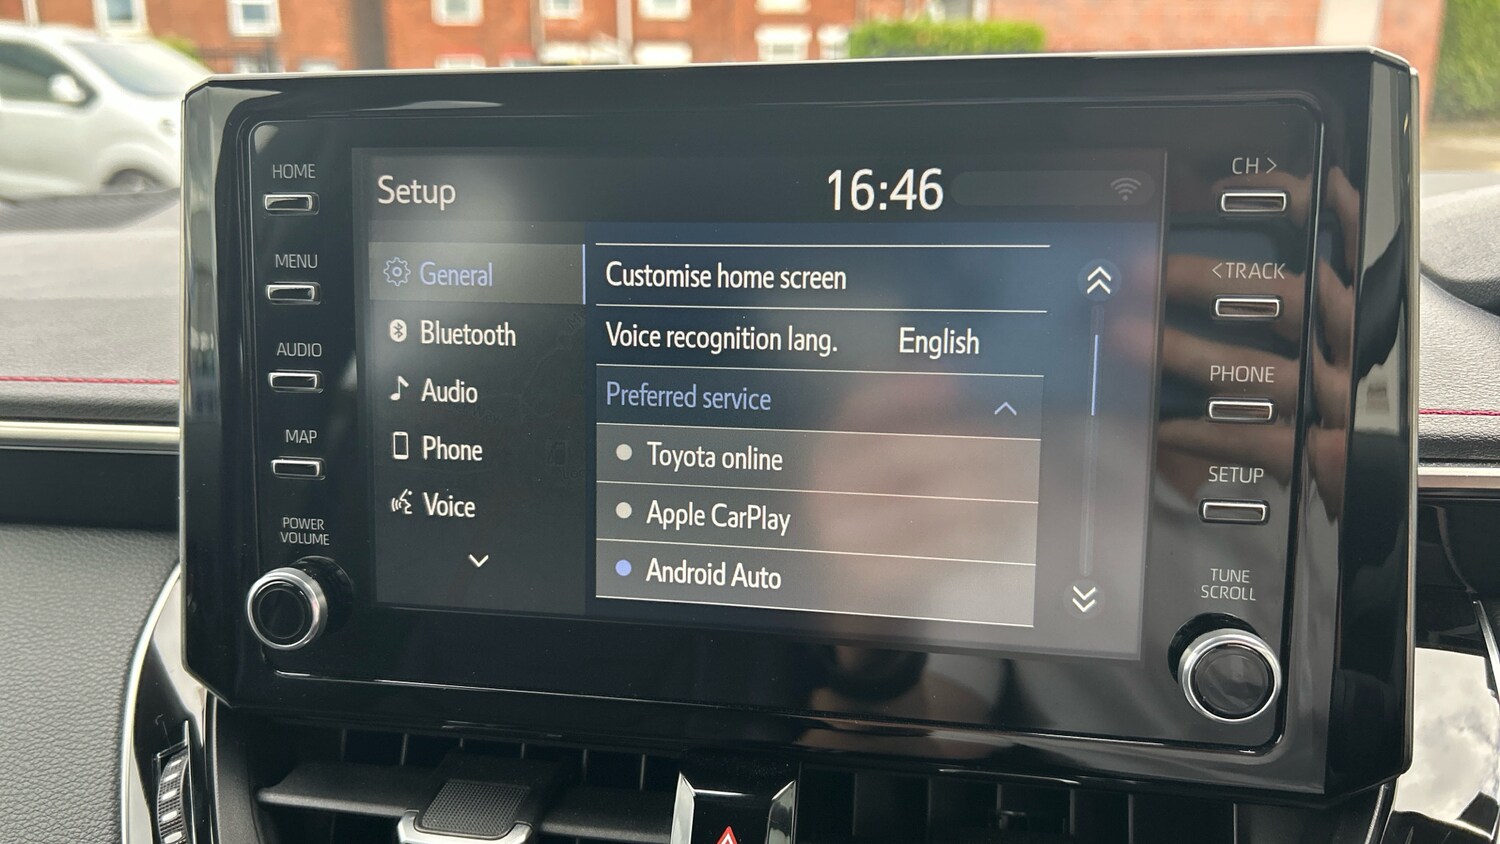 HOME
MENU
AUDIO
MAP
POWER
VOLUME
Setup
16:46
General
Bluetooth
Audio
Phone
Voice
Customise home screen
Voice recognition lang. English
Preferred service
Toyota online
Apple CarPlay
Android Auto
CH >
<TRACK
PHONE
SETUP
TUNE
SCROLL